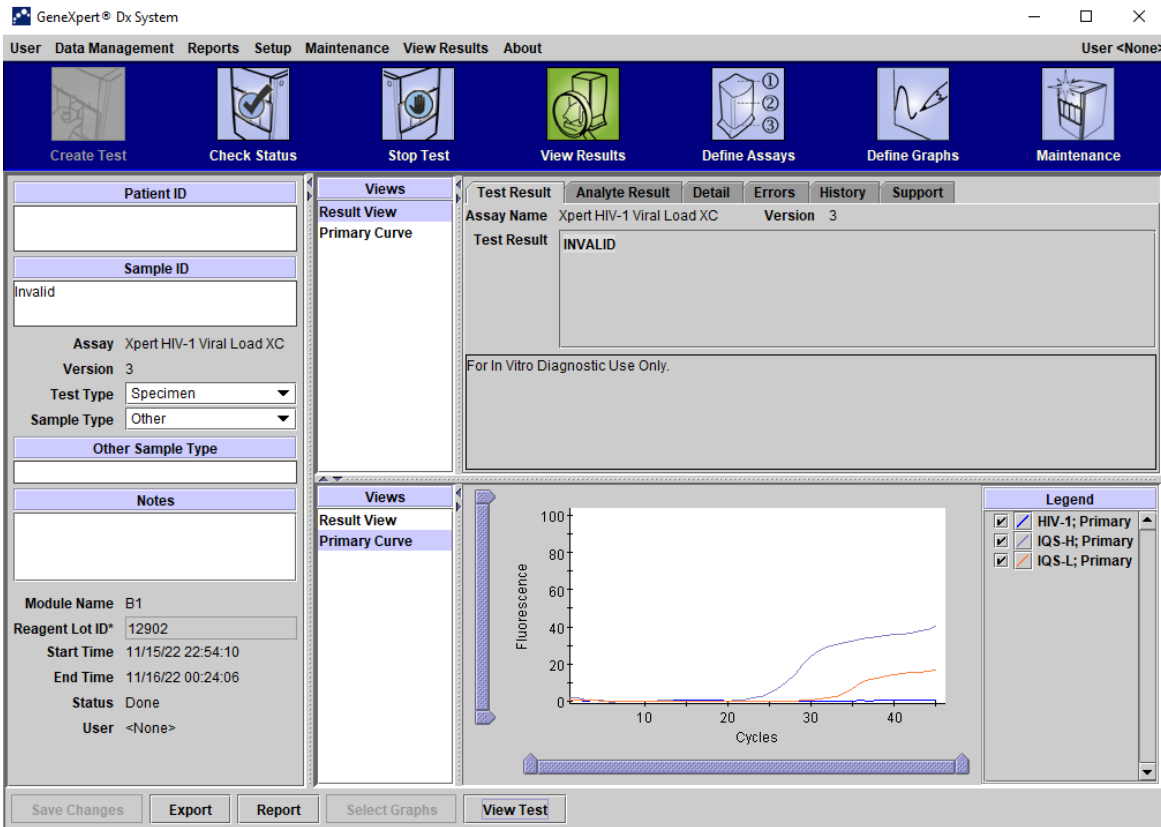 GeneXpert® Dx System
User Data Management Reports Setup Maintenance View Results About User <None>
Create Test Check Status Stop Test View Results Define Assays Define Graphs Maintenance
① ② ③
Patient ID
Sample ID
Invalid
Assay Xpert HIV-1 Viral Load XC
Version 3
Test Type Specimen
Sample Type Other
Other Sample Type
Notes
Module Name B1
Reagent Lot ID* 12902
Start Time 11/15/22 22:54:10
End Time 11/16/22 00:24:06
Status Done
User <None>
Views
Result View
Primary Curve
Test Result Analyte Result Detail Errors History Support
Assay Name Xpert HIV-1 Viral Load XC Version 3
Test Result INVALID
For In Vitro Diagnostic Use Only.
Views
Result View
Primary Curve
Fluorescence
100
80
60
40
20
0
10 20 30 40
Cycles
Legend
HIV-1; Primary
IQS-H; Primary
IQS-L; Primary
Save Changes Export Report Select Graphs View Test